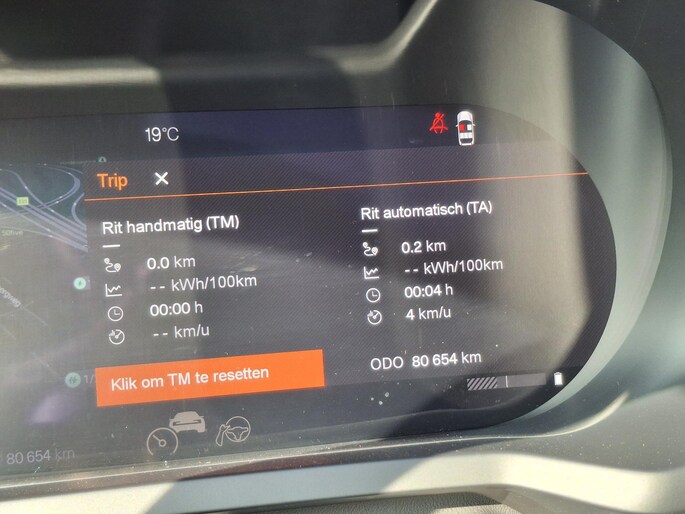 19°C
Trip
Rit handmatig (TM)
0.0 km
-- kWh/100km
00:00 h
-- km/u
Klik om TM te resetten
Rit automatisch (TA)
0.2 km
-- kWh/100km
00:04 h
4 km/u
ODO 80 654 km
80 654 km